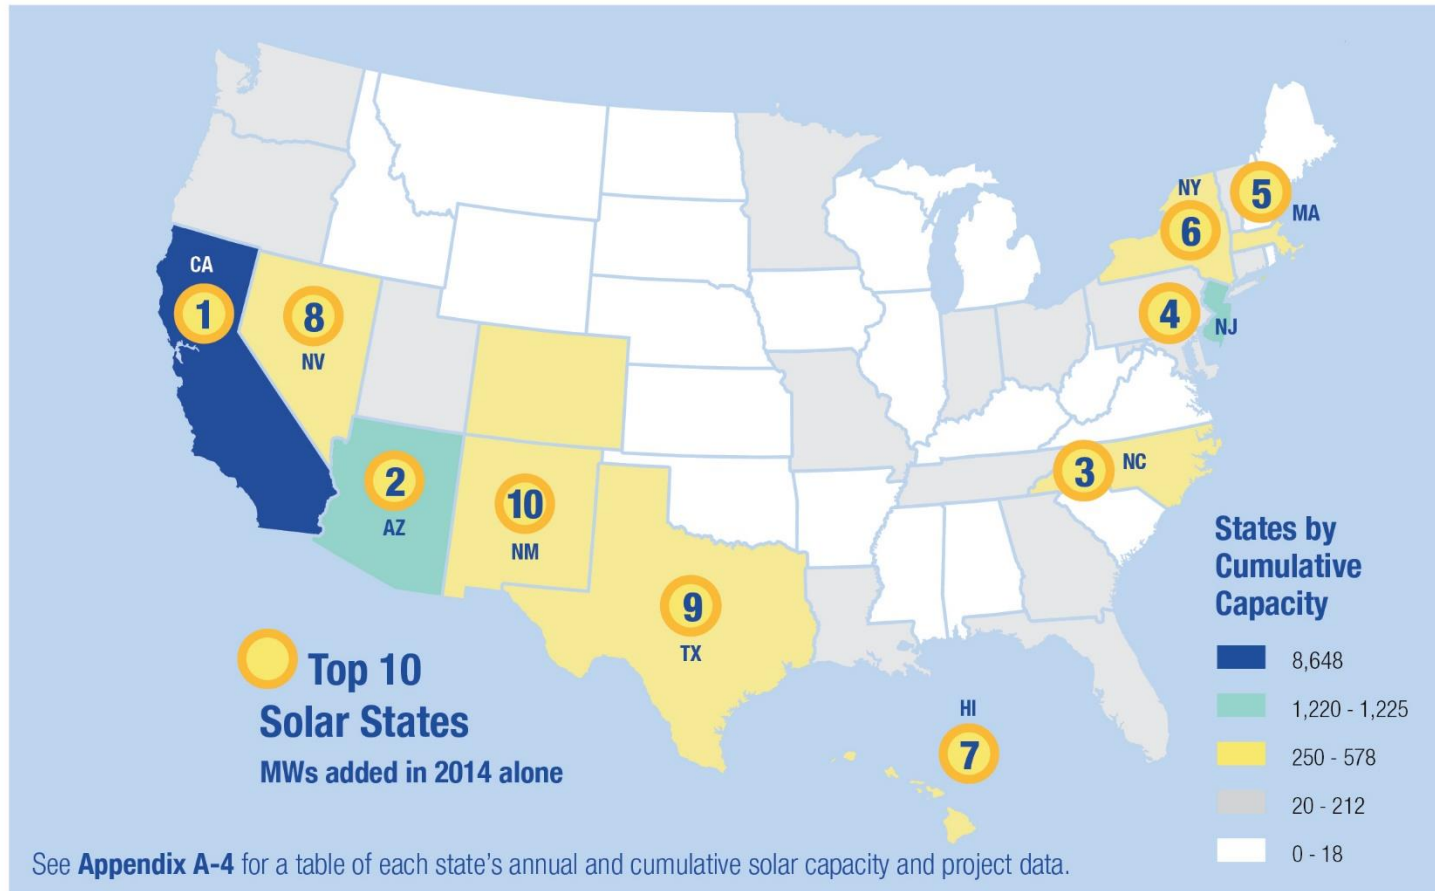 NY
5
MA
6
CA
1
8
NV
4
NJ
2
AZ
10
NM
3
NC
9
TX
HI
7
States by
Cumulative
Capacity
8,648
1,220 - 1,225
250 - 578
20 - 212
0 - 18
Top 10
Solar States
MWs added in 2014 alone
See Appendix A-4 for a table of each state’s annual and cumulative solar capacity and project data.